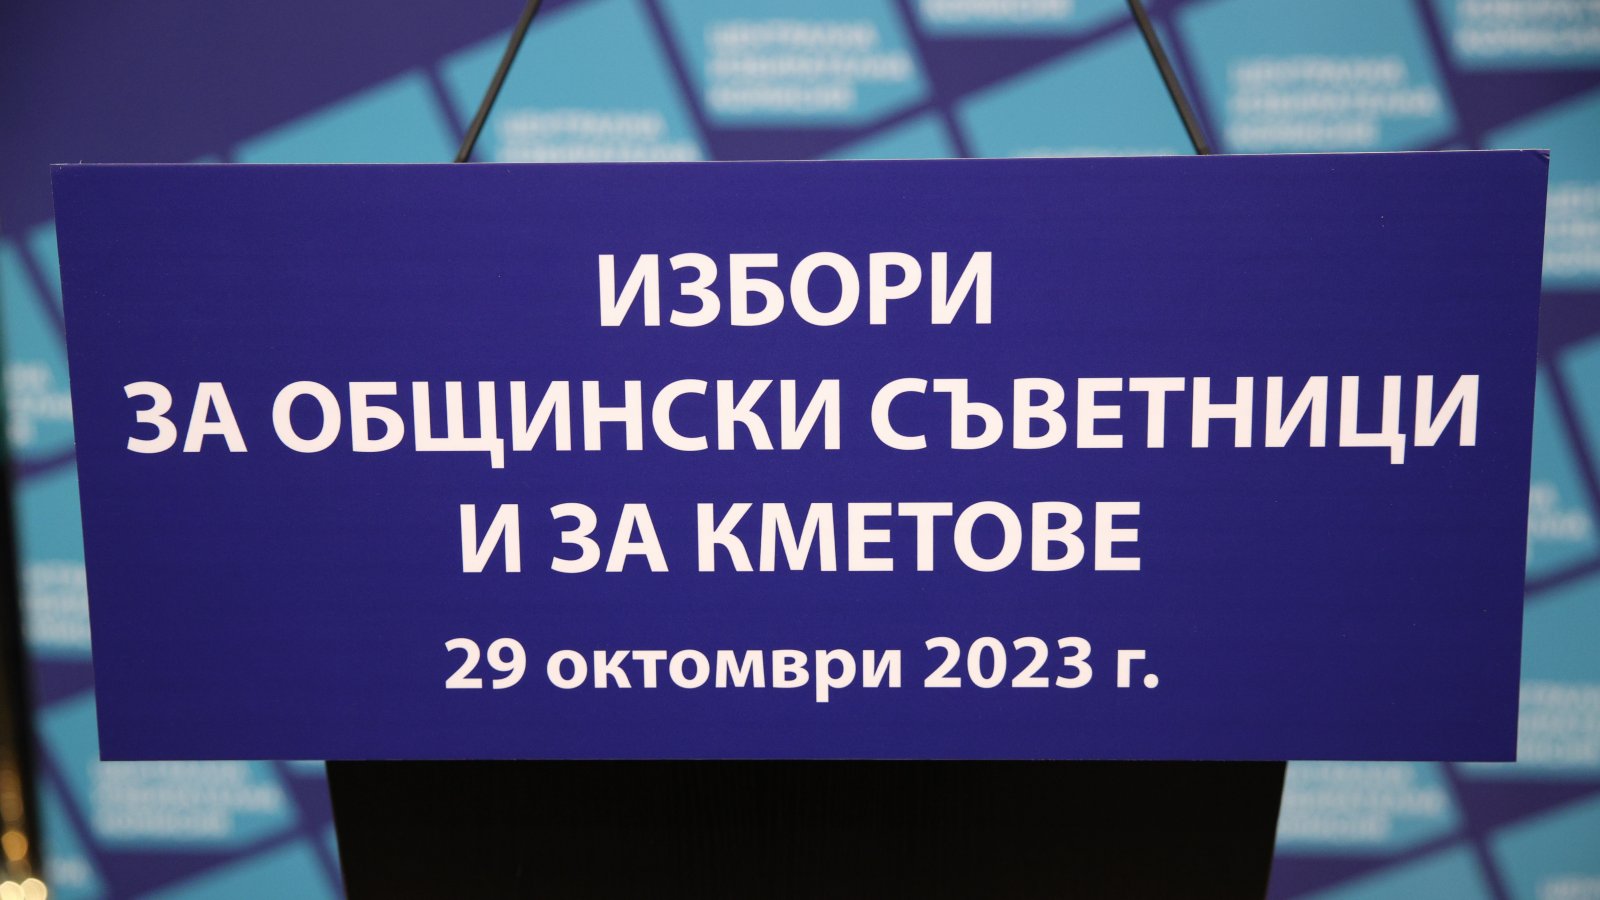 ИЗБОРИ
ЗА ОБЩИНСКИ СЪВЕТНИЦИ
И ЗА КМЕТОВЕ
29 октомври 2023 г.